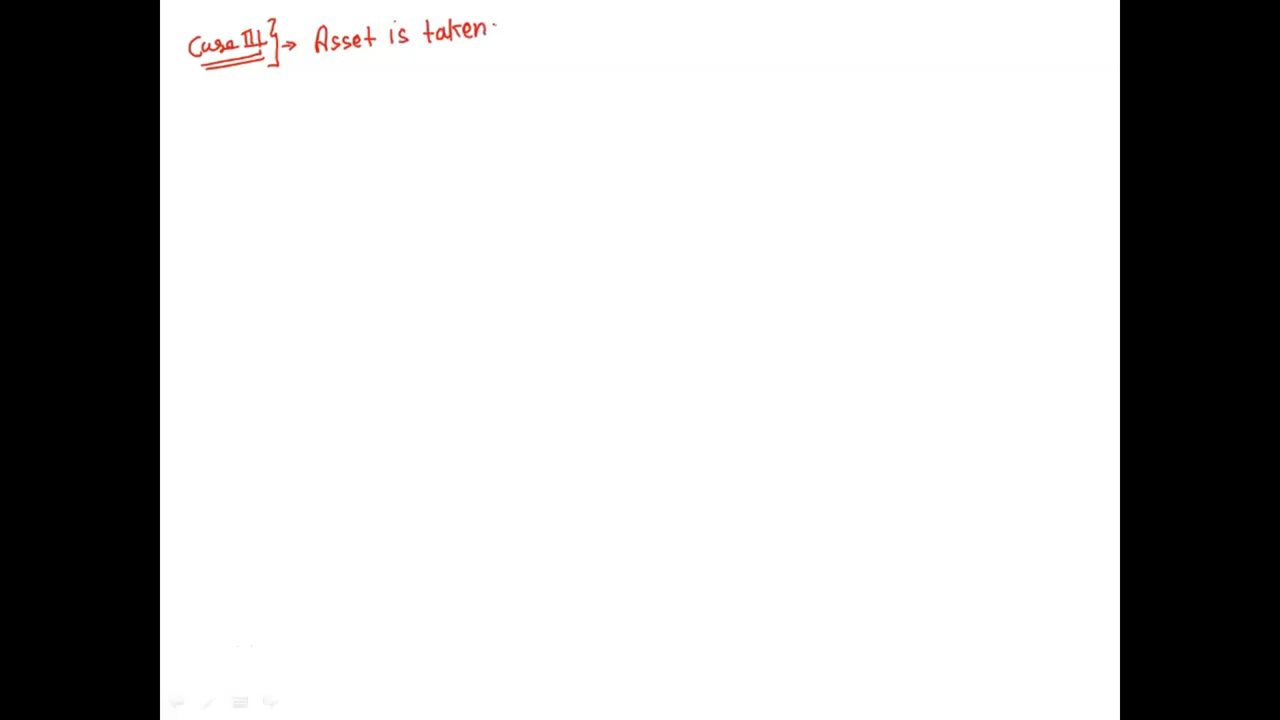 Case III} → Asset is taken